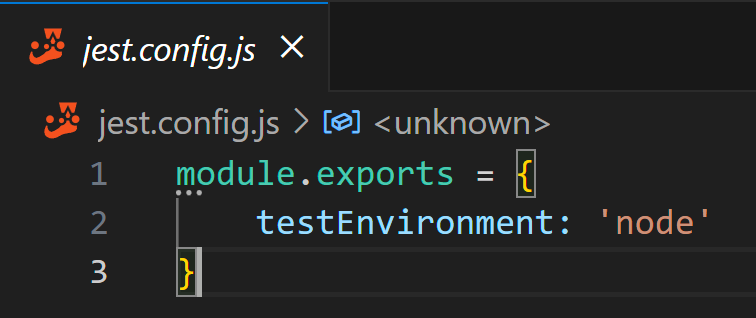 jest.config.js
jest.config.js > <unknown>
1 module.exports = {
2 testEnvironment: 'node'
3 }